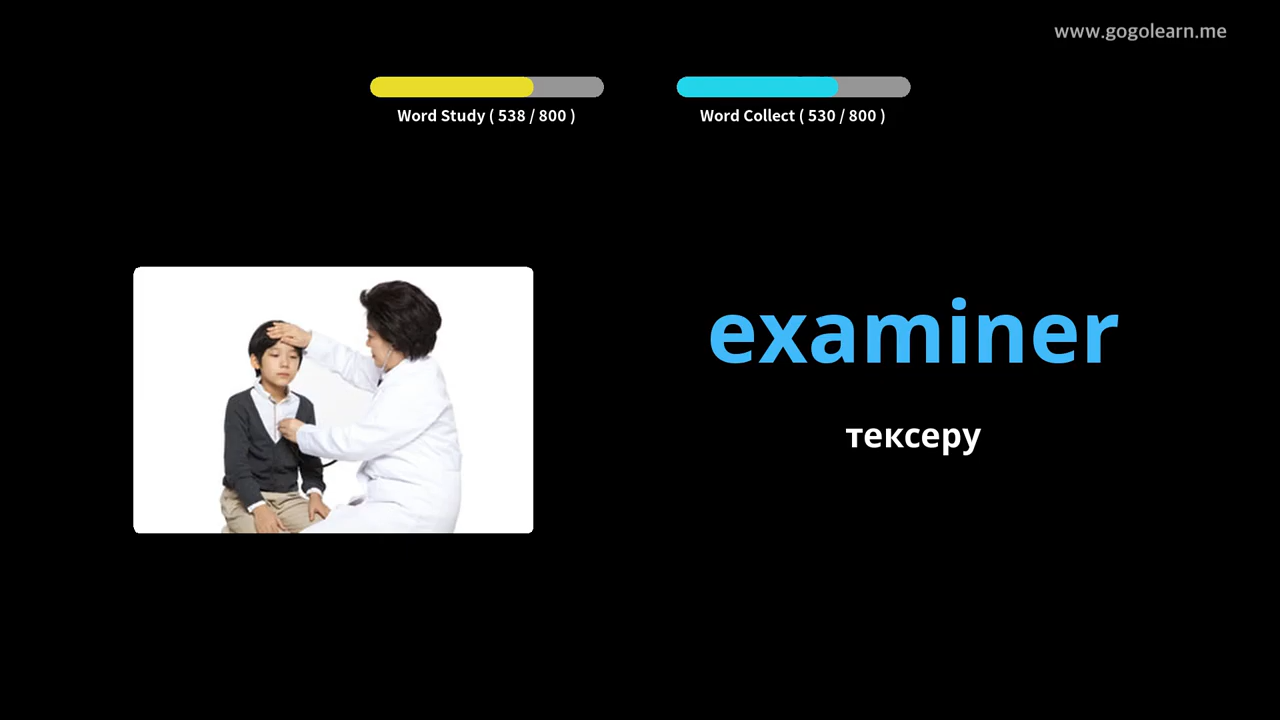 www.gogolearn.me
Word Study ( 538 / 800 )
Word Collect ( 530 / 800 )
examiner
тексеру